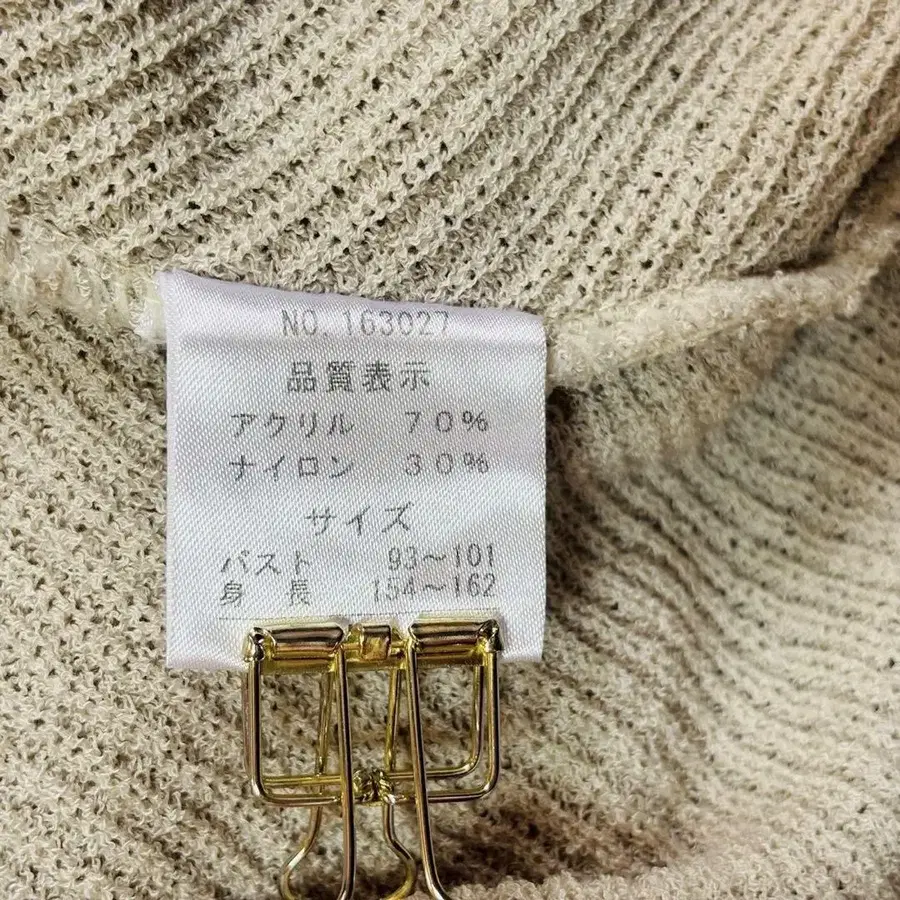 NO.163027
品質表示
アクリル 70%
ナイロン 30%
サイズ
バスト 93～101
身長 154～162